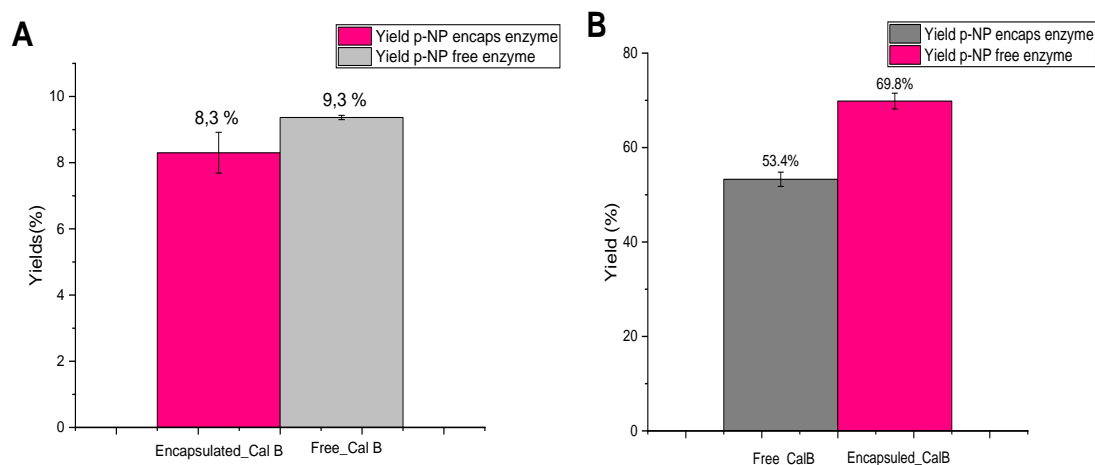 A
Yield p-NP encaps enzyme
Yield p-NP free enzyme
10
8
6
4
2
0
Yields(%)
8,3 %
9,3 %
Encapsulated_Cal B
Free_Cal B
B
Yield p-NP encaps enzyme
Yield p-NP free enzyme
80
60
40
20
0
Yield (%)
53.4%
69.8%
Free_CalB
Encapsuled_CalB